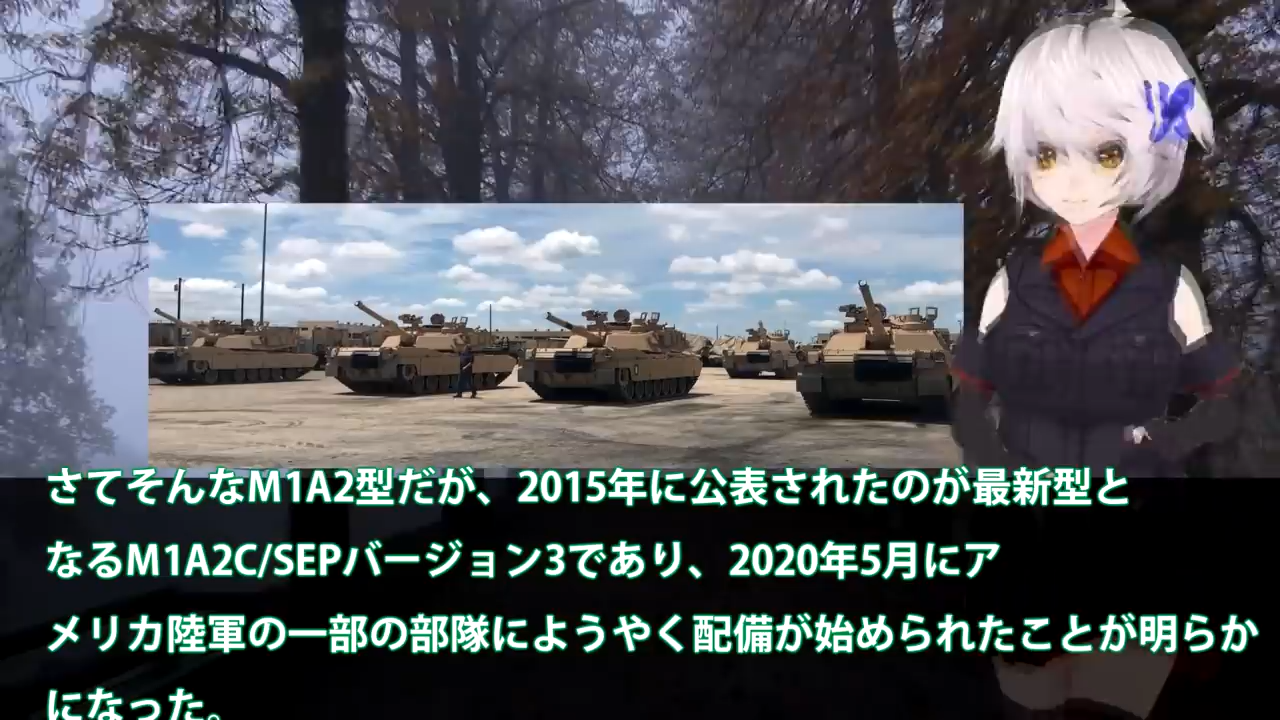 さてそんなM1A2型だが、2015年に公表されたのが最新型と
なるM1A2C/SEPバージョン3であり、2020年5月にア
メリカ陸軍の一部の部隊にようやく配備が始められたことが明らか
になった。